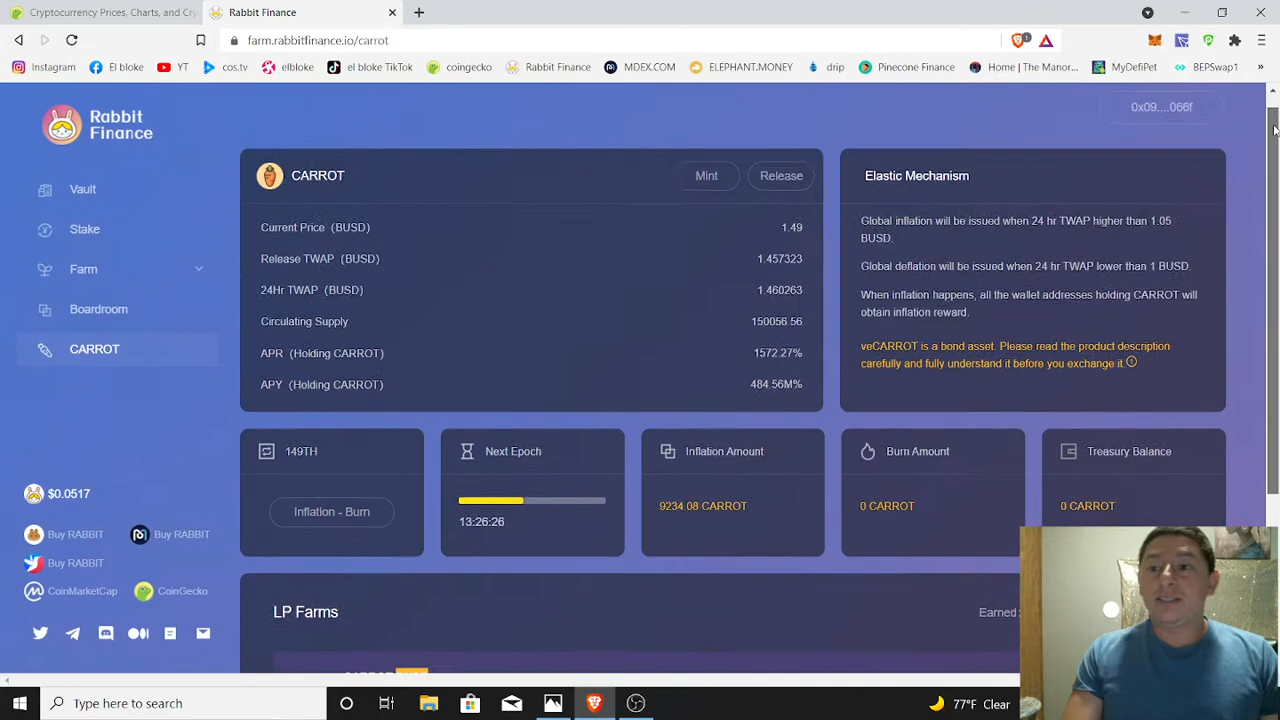 Cryptocurrency Prices, Charts, and Cry
Rabbit Finance
farm.rabbitfinance.io/carrot
1
Instagram
El bloke
YT
cos.tv
elbloke
el bloke TikTok
coingecko
Rabbit Finance
MDEX.COM
ELEPHANT.MONEY
drip
Pinecone Finance
Home | The Manor...
MyDefiPet
BEPSwap1
»
Rabbit
Finance
0x09....066f
Vault
Stake
Farm
Boardroom
CARROT
CARROT
Mint
Release
Current Price (BUSD)
1.49
Release TWAP (BUSD)
1.457323
24Hr TWAP (BUSD)
1.460263
Circulating Supply
150056.56
APR (Holding CARROT)
1572.27%
APY (Holding CARROT)
484.56M%
Elastic Mechanism
Global inflation will be issued when 24 hr TWAP higher than 1.05
BUSD.
Global deflation will be issued when 24 hr TWAP lower than 1 BUSD.
When inflation happens, all the wallet addresses holding CARROT will
obtain inflation reward.
veCARROT is a bond asset. Please read the product description
carefully and fully understand it before you exchange it.
149TH
Inflation - Burn
Next Epoch
13:26:26
Inflation Amount
9234.08 CARROT
Burn Amount
0 CARROT
Treasury Balance
0 CARROT
$0.0517
Buy RABBIT
Buy RABBIT
Buy RABBIT
CoinMarketCap
CoinGecko
LP Farms
Earned :
Type here to search
77°F Clear